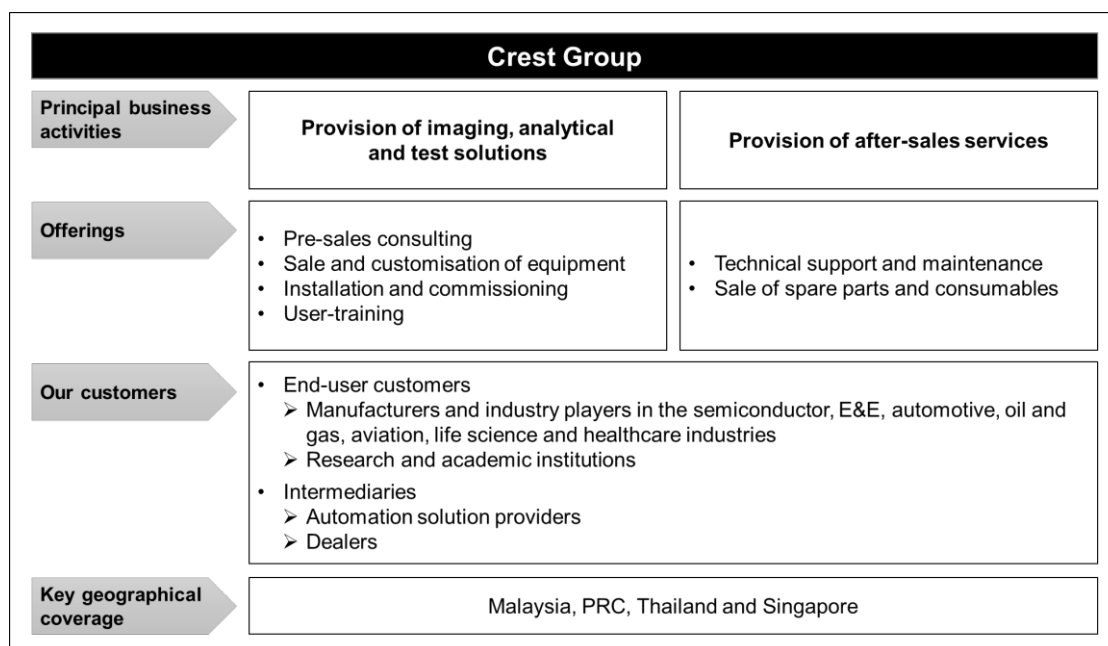 Crest Group
Principal business
activities
Provision of imaging, analytical
and test solutions
Provision of after-sales services
Offerings
• Pre-sales consulting
• Sale and customisation of equipment
• Installation and commissioning
• User-training
• Technical support and maintenance
• Sale of spare parts and consumables
Our customers
• End-user customers
➢ Manufacturers and industry players in the semiconductor, E&E, automotive, oil and
gas, aviation, life science and healthcare industries
➢ Research and academic institutions
• Intermediaries
➢ Automation solution providers
➢ Dealers
Key geographical
coverage
Malaysia, PRC, Thailand and Singapore